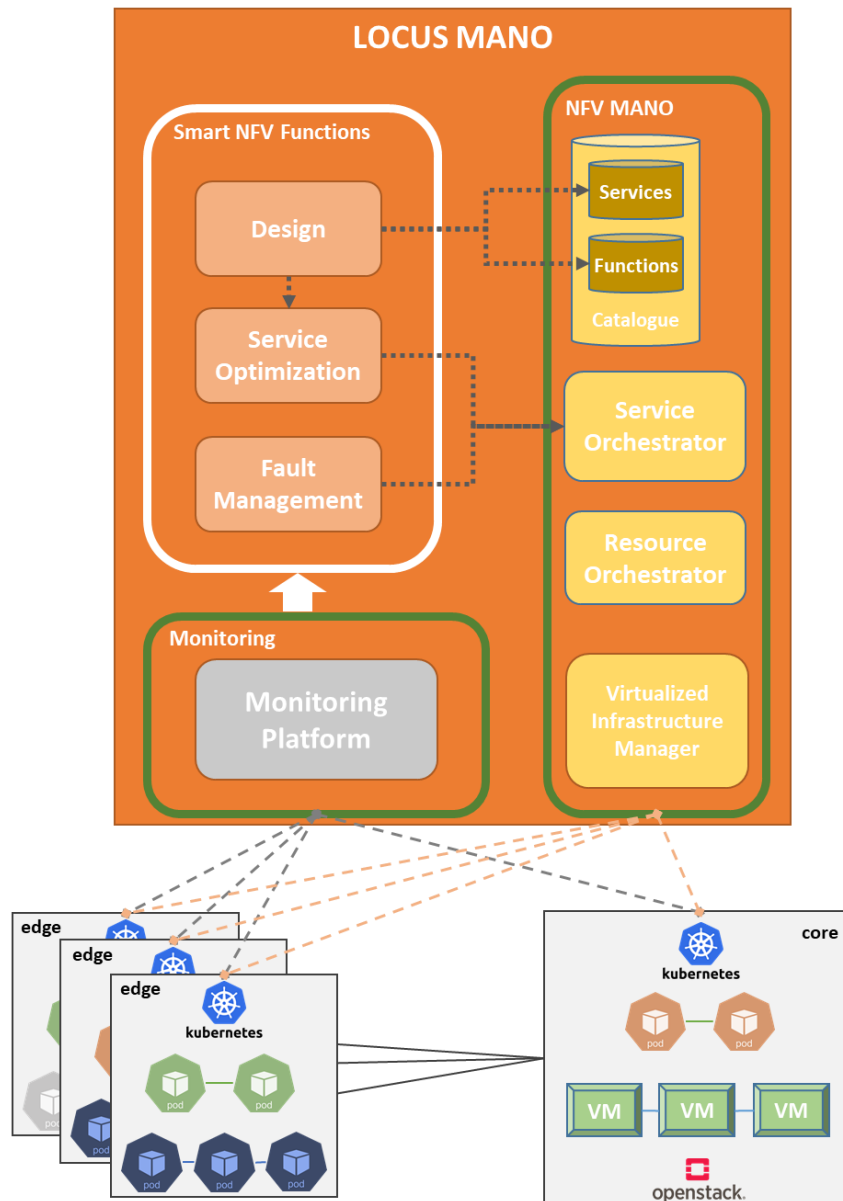 LOCUS MANO
Smart NFV Functions
Design
Service
Optimization
Fault
Management
NFV MANO
Services
Functions
Catalogue
Service
Orchestrator
Resource
Orchestrator
Virtualized
Infrastructure
Manager
Monitoring
Monitoring
Platform
edge
edge
edge
kubernetes
pod
pod
pod
pod
pod
pod
core
kubernetes
pod
pod
VM
VM
VM
openstack.